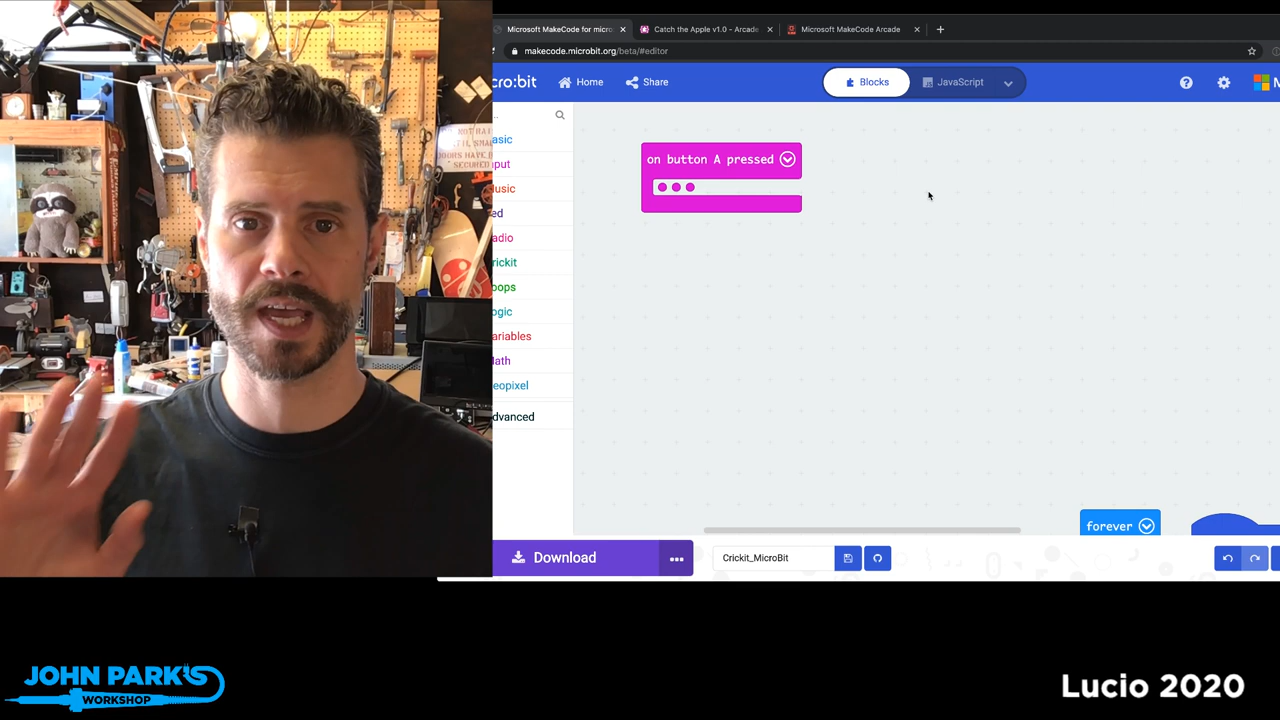 Microsoft MakeCode for micro:
Catch the Apple v1.0 - Arcade
Microsoft MakeCode Arcade
makecode.microbit.org/beta/#editor
cro:bit
Home
Share
Blocks
JavaScript
asic
nput
usic
ed
adio
rickit
oops
ogic
ariables
ath
eopixel
dvanced
on button A pressed
forever
Download
Crickit_MicroBit
SECURED
JOHN PARK'S
WORKSHOP
Lucio 2020